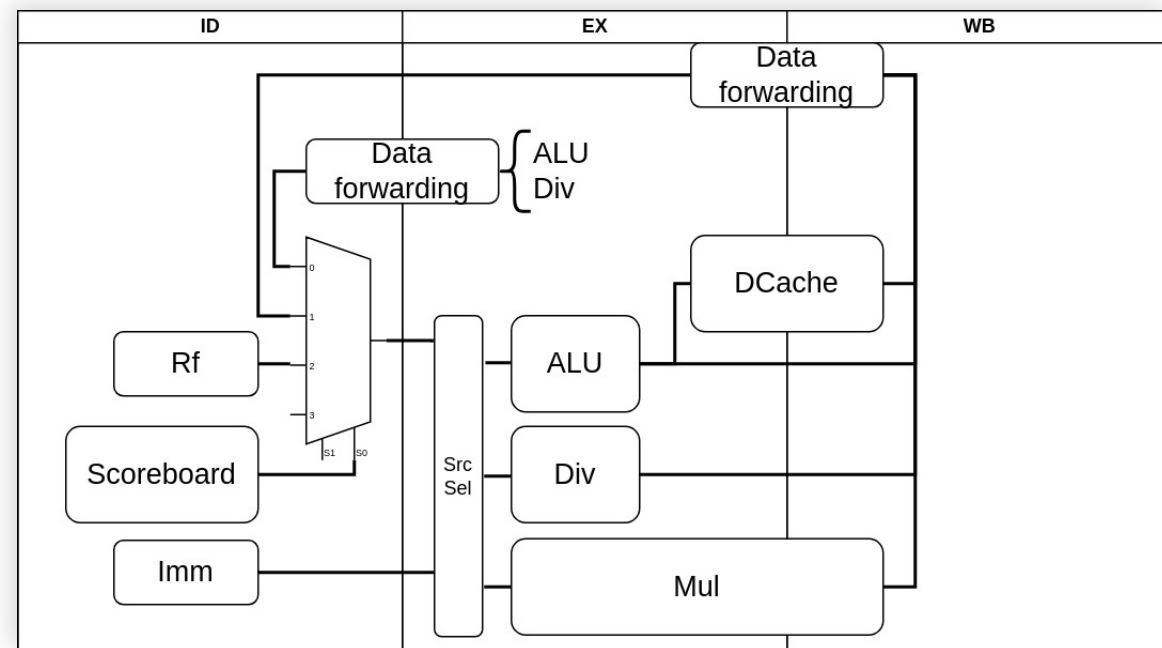 ID
EX
WB
Data
forwarding
Data
forwarding
ALU
Div
DCache
0
1
2
3
S1
S0
Rf
Scoreboard
Imm
Src
Sel
ALU
Div
Mul